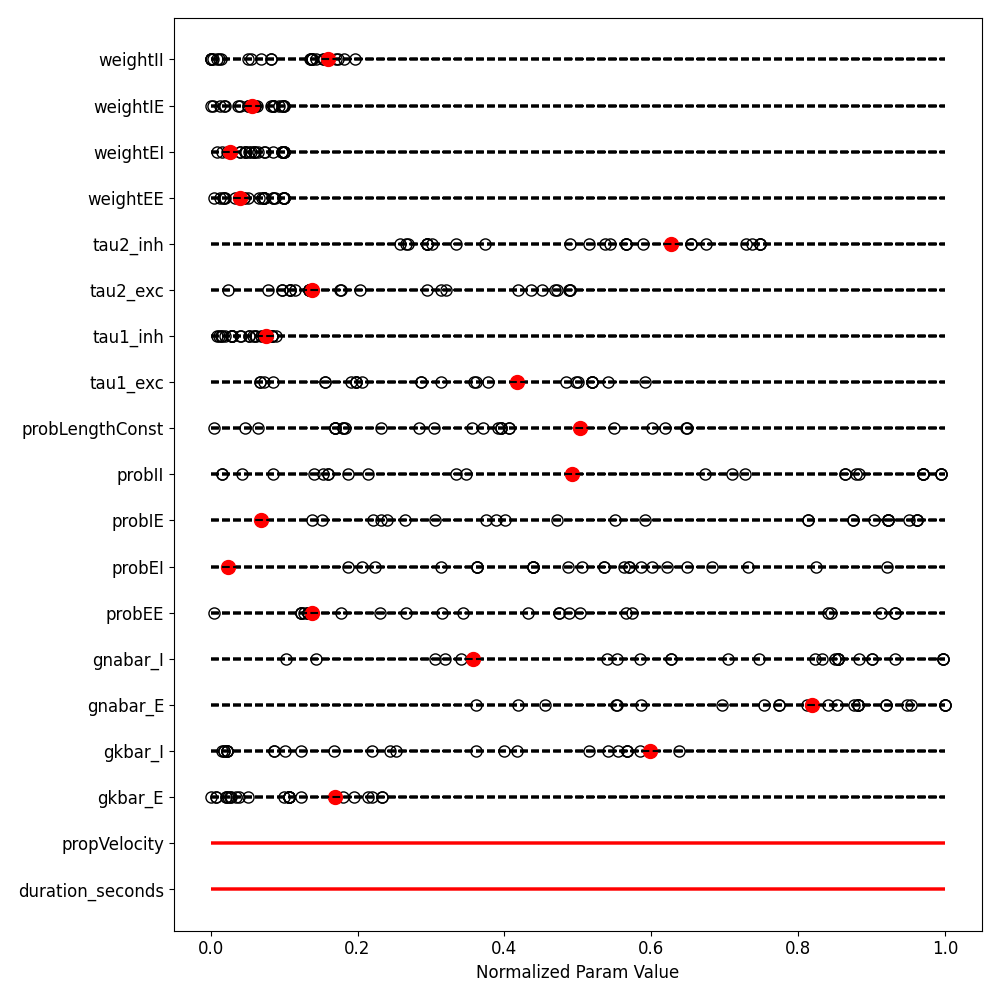 weightII
weightIE
weightEI
weightEE
tau2_inh
tau2_exc
tau1_inh
tau1_exc
probLengthConst
probII
probIE
probEI
probEE
gnabar_I
gnabar_E
gkbar_I
gkbar_E
propVelocity
duration_seconds
0.0 0.2 0.4 0.6 0.8 1.0
Normalized Param Value